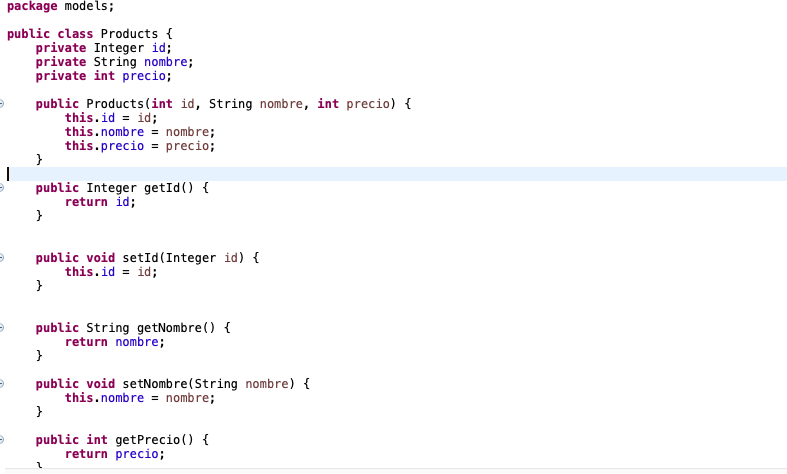 package models;
public class Products {
private Integer id;
private String nombre;
private int precio;
public Products(int id, String nombre, int precio) {
this.id = id;
this.nombre = nombre;
this.precio = precio;
}
public Integer getId() {
return id;
}
public void setId(Integer id) {
this.id = id;
}
public String getNombre() {
return nombre;
}
public void setNombre(String nombre) {
this.nombre = nombre;
}
public int getPrecio() {
return precio;
}